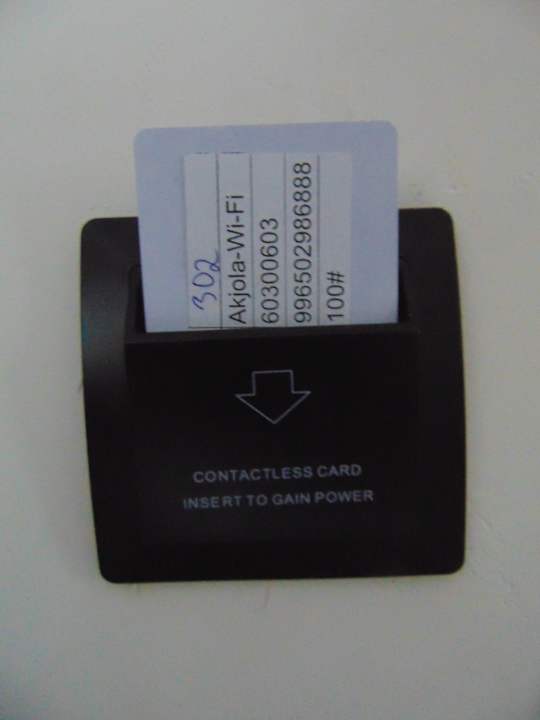 302
Akjola-Wi-Fi
60300603
996502986888
100#
CONTACTLESS CARD
INSERT TO GAIN POWER